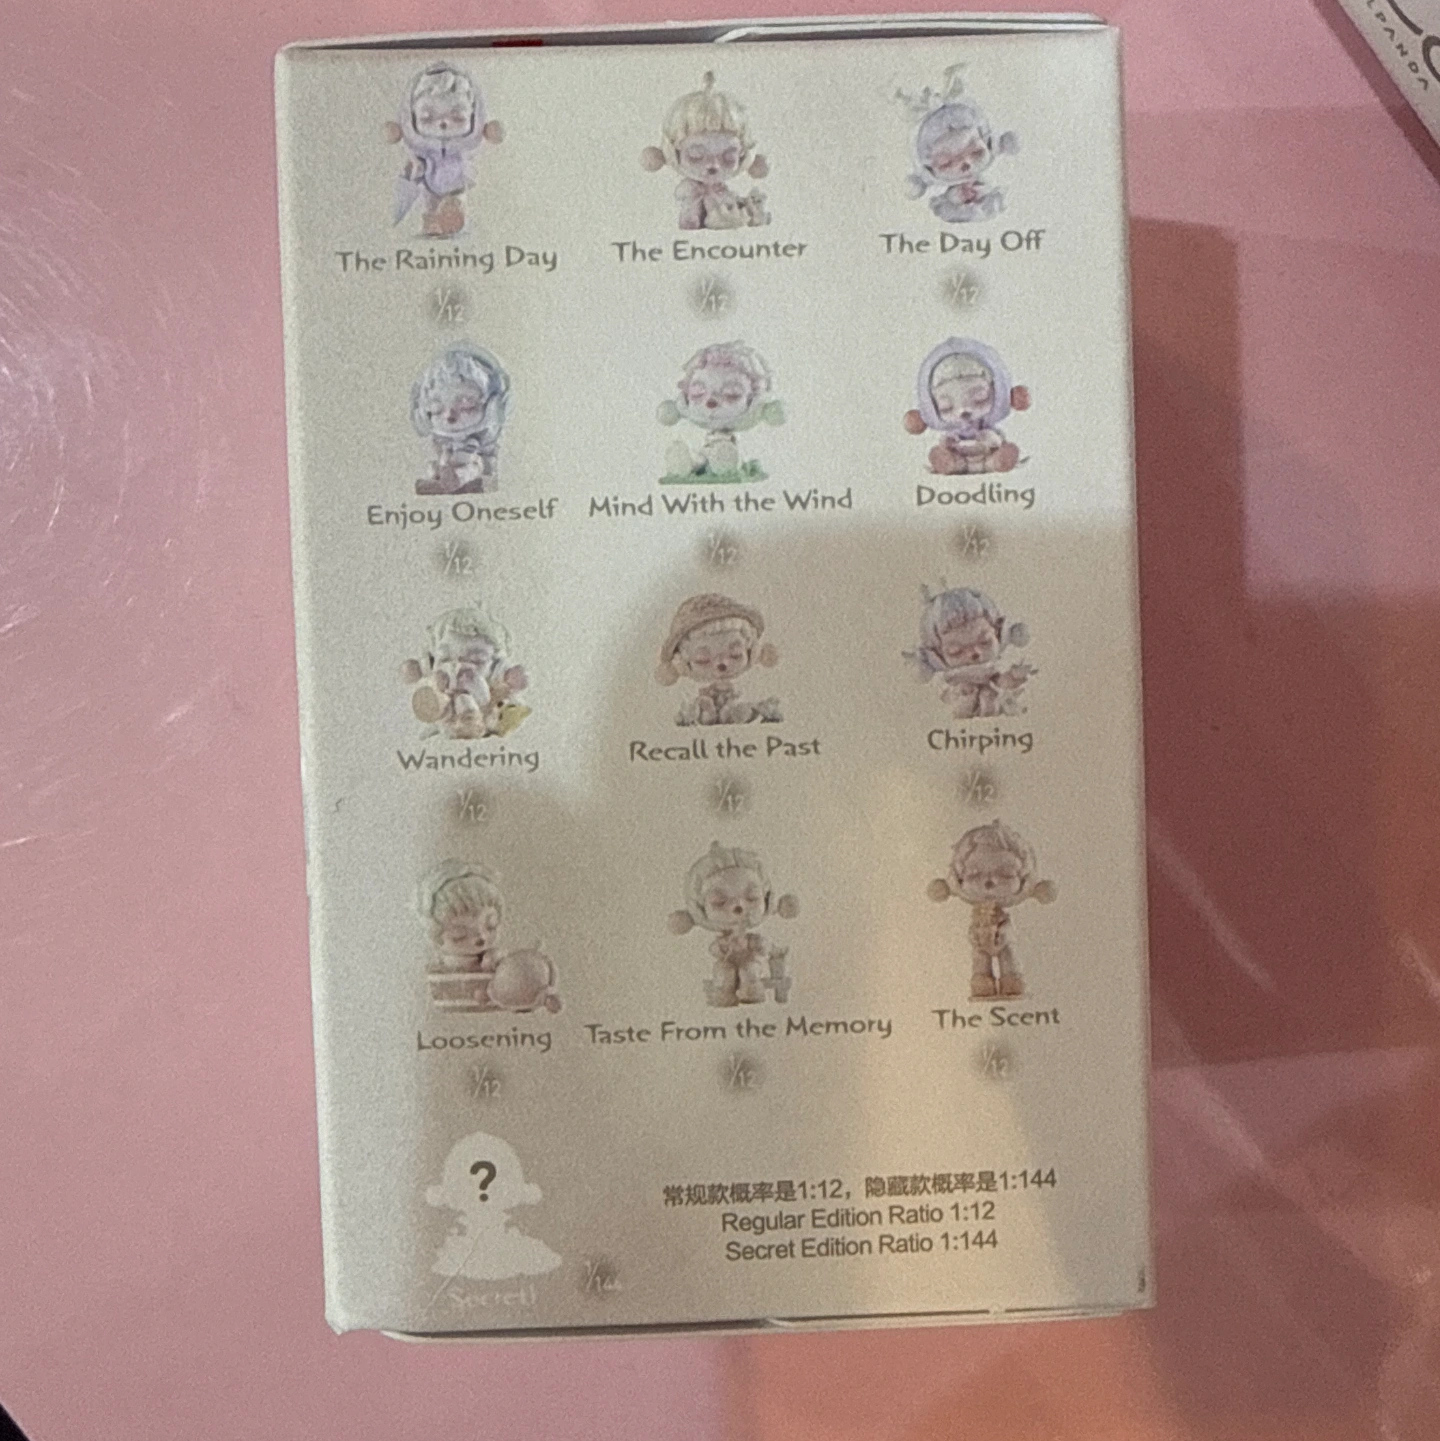 LPANDA
The Raining Day
The Encounter
The Day Off
1/12
1/12
1/12
Enjoy Oneself
Mind With the Wind
Doodling
1/12
1/12
1/12
Wandering
Recall the Past
Chirping
1/12
1/12
1/12
Loosening
Taste From the Memory
The Scent
1/12
1/12
1/12
?
常规款概率是1:12，隐藏款概率是1:144
Regular Edition Ratio 1:12
Secret Edition Ratio 1:144
1/144
Secret